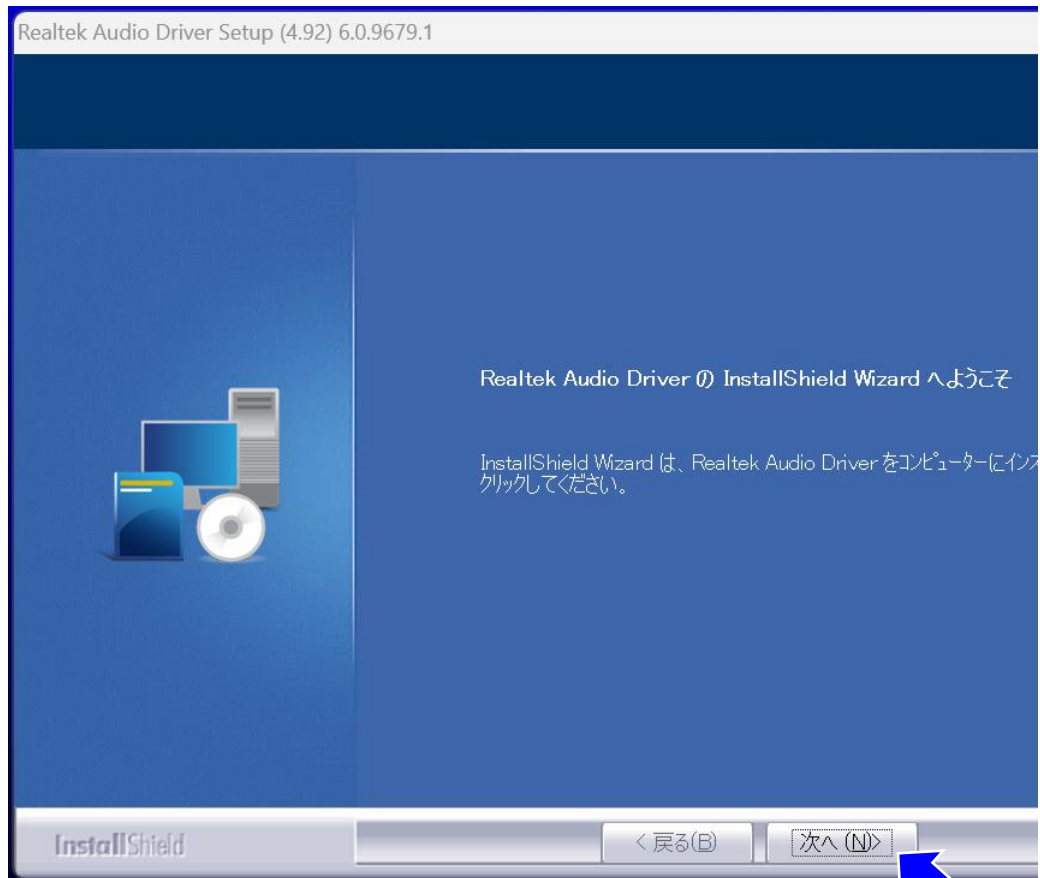 Realtek Audio Driver Setup (4.92) 6.0.9679.1
Realtek Audio Driver の InstallShield Wizard へようこそ
InstallShield Wizard は、Realtek Audio Driver をコンピューターにインス
クリックしてください。
InstallShield
< 戻る(B)
次へ (N)>